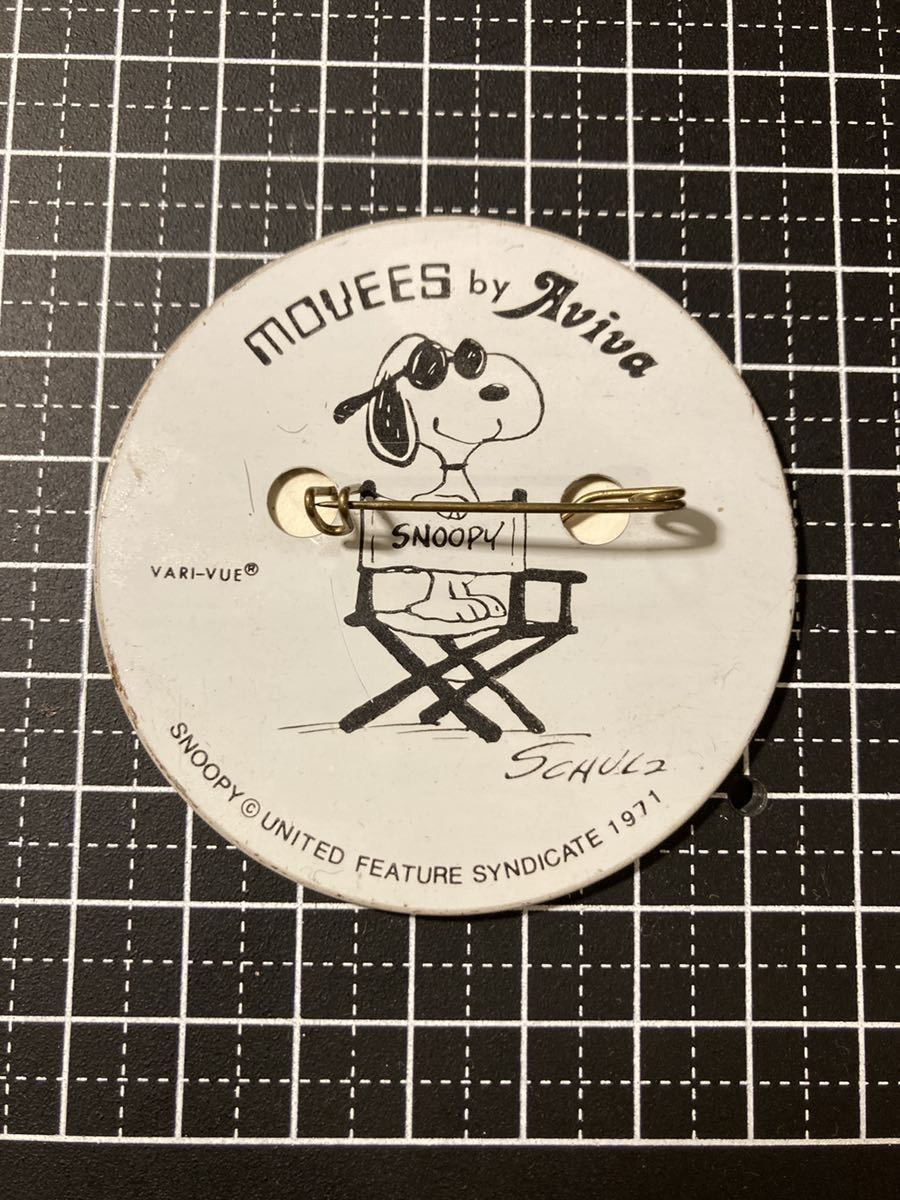 MOVEES by Aviva
SNOOPY
VARI-VUE®
SCHULZ
SNOOPY © UNITED FEATURE SYNDICATE 1971